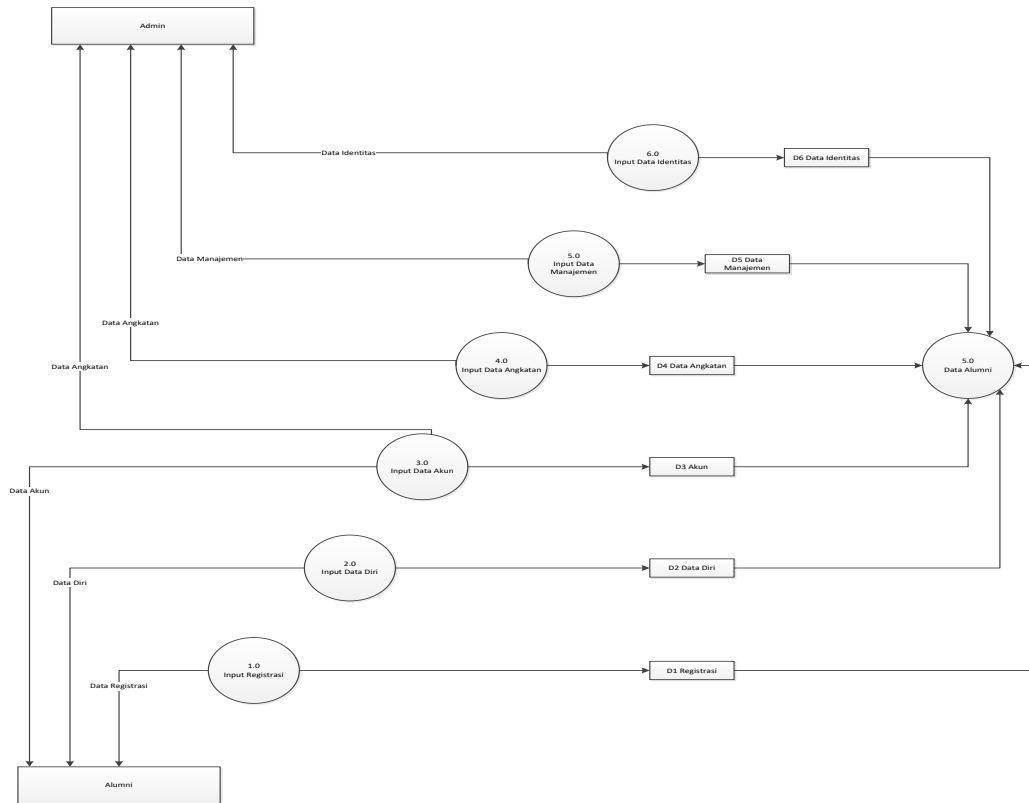 Admin
Data Identitas
6.0
Input Data Identitas
D6 Data Identitas
Data Manajemen
5.0
Input Data
Manajemen
D5 Data
Manajemen
Data Angkatan
4.0
Input Data Angkatan
D4 Data Angkatan
5.0
Data Alumni
Data Angkatan
3.0
Input Data Akun
D3 Akun
Data Akun
2.0
Input Data Diri
D2 Data Diri
Data Diri
1.0
Input Registrasi
D1 Registrasi
Data Registrasi
Alumni